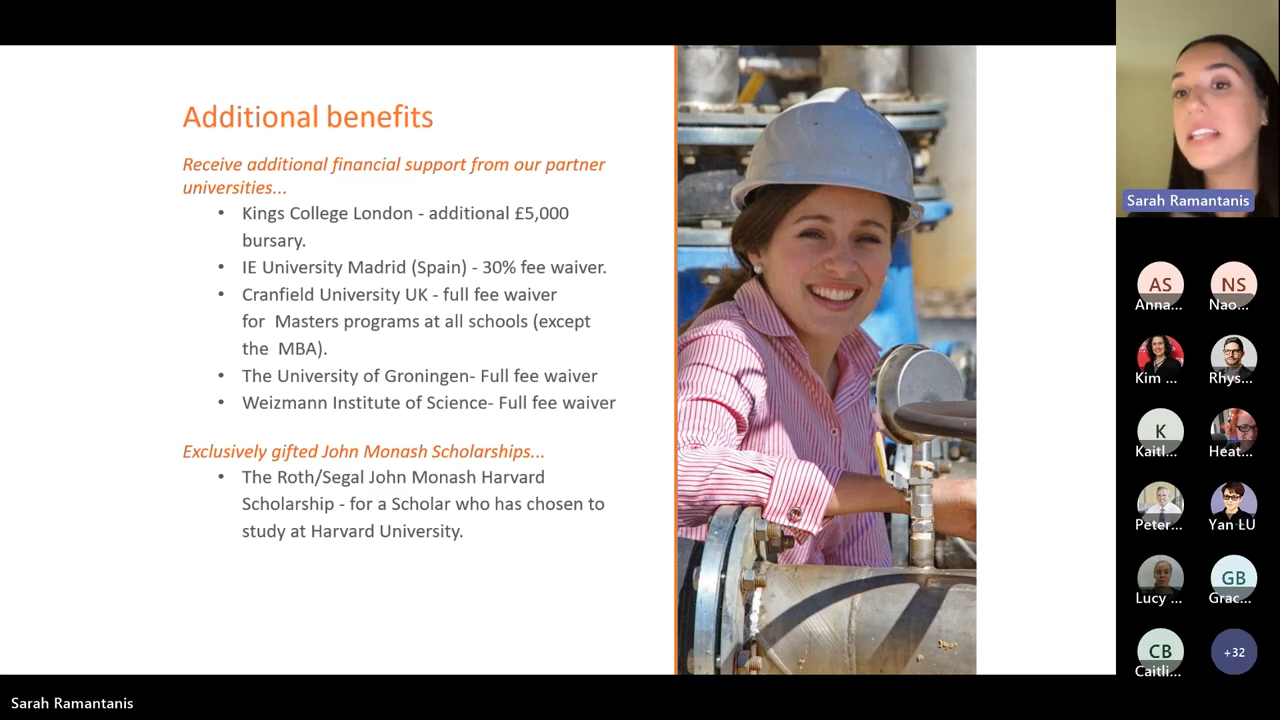 Additional benefits
Receive additional financial support from our partner
universities...
• Kings College London - additional £5,000
bursary.
• IE University Madrid (Spain) - 30% fee waiver.
• Cranfield University UK - full fee waiver
for  Masters programs at all schools (except
the  MBA).
• The University of Groningen- Full fee waiver
• Weizmann Institute of Science- Full fee waiver
Exclusively gifted John Monash Scholarships...
• The Roth/Segal John Monash Harvard
Scholarship - for a Scholar who has chosen to
study at Harvard University.
Sarah Ramantanis
AS NS
Anna... Nao...
Kim ... Rhys...
K
Kaitl... Heat...
Peter... Yan LU
GB
Lucy ... Grac...
CB +32
Caitli...
Sarah Ramantanis